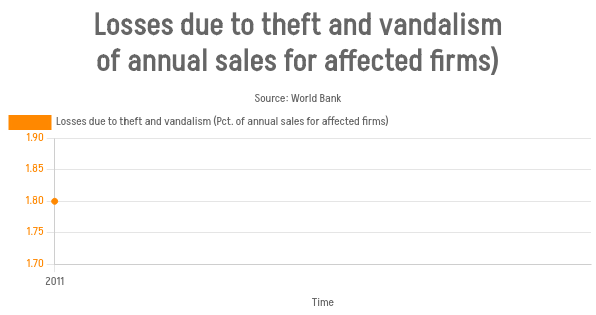 Losses due to theft and vandalism
of annual sales for affected firms)
Source: World Bank
Losses due to theft and vandalism (Pct. of annual sales for affected firms)
1.90
1.85
1.80
1.75
1.70
2011
Time